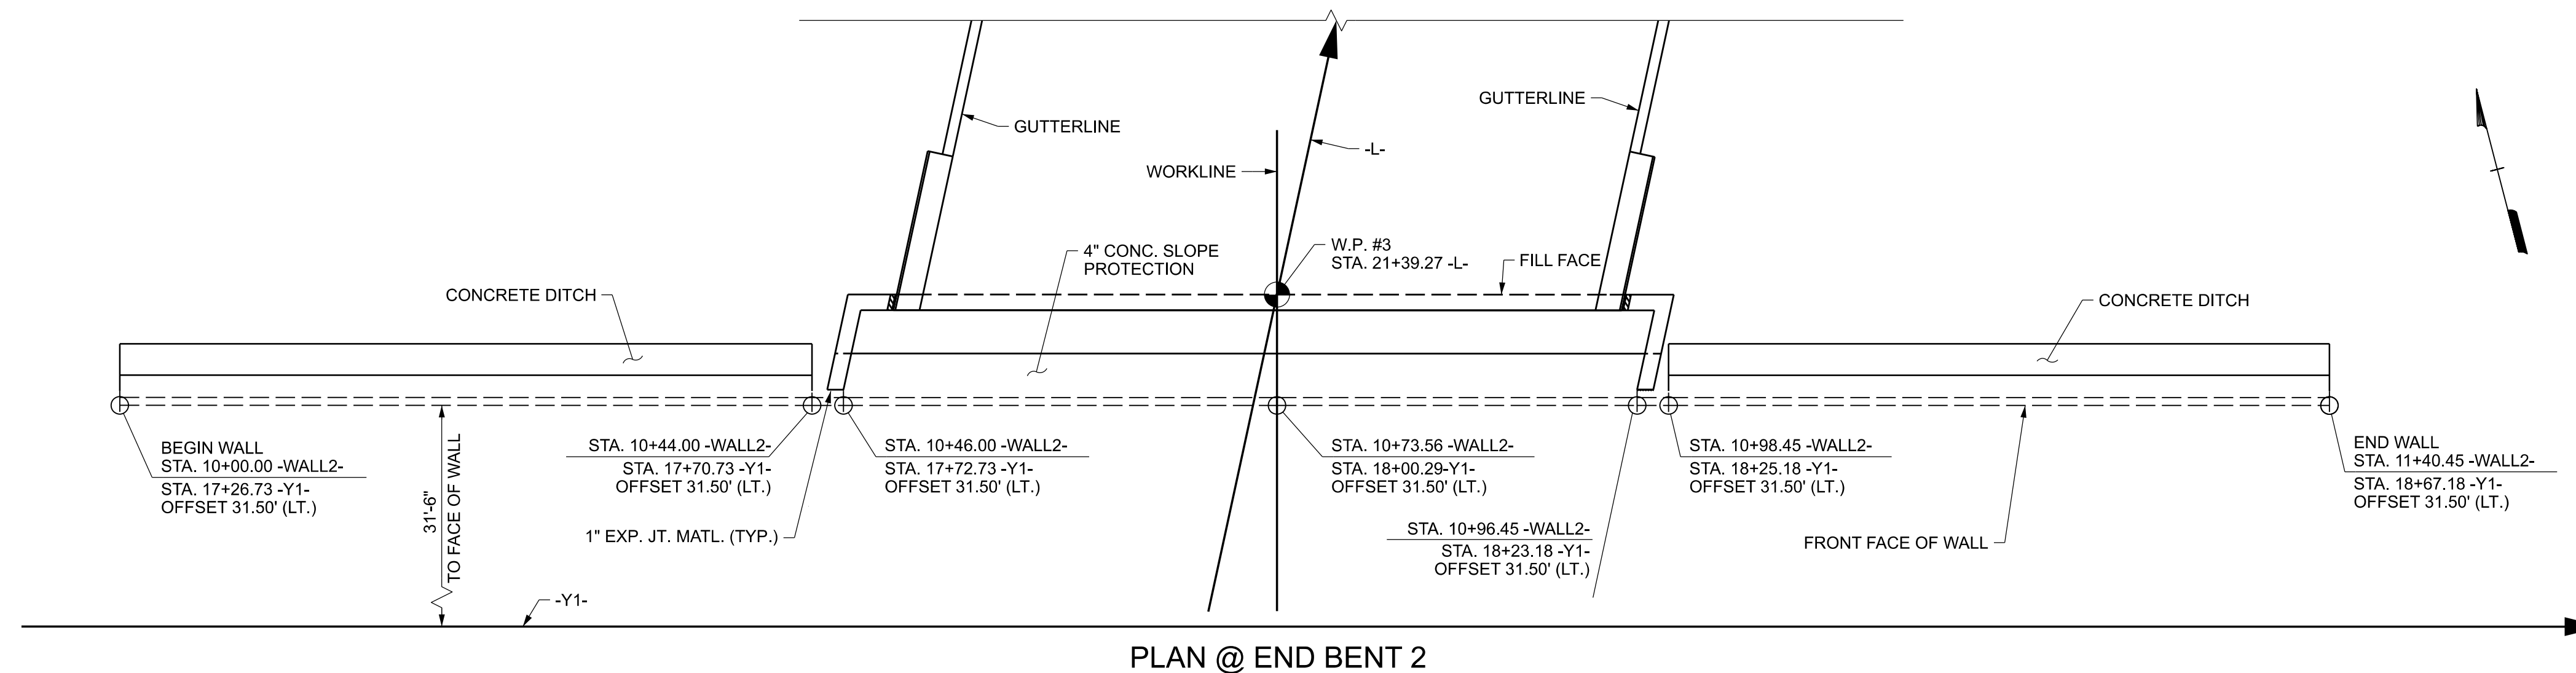 GUTTERLINE
GUTTERLINE
-L-
WORKLINE
4" CONC. SLOPE
PROTECTION
W.P. #3
STA. 21+39.27 -L-
FILL FACE
CONCRETE DITCH
CONCRETE DITCH
BEGIN WALL
STA. 10+00.00 -WALL2-
STA. 17+26.73 -Y1-
OFFSET 31.50' (LT.)
31'-6"
TO FACE OF WALL
STA. 10+44.00 -WALL2-
STA. 17+70.73 -Y1-
OFFSET 31.50' (LT.)
STA. 10+46.00 -WALL2-
STA. 17+72.73 -Y1-
OFFSET 31.50' (LT.)
STA. 10+73.56 -WALL2-
STA. 18+00.29-Y1-
OFFSET 31.50' (LT.)
STA. 10+98.45 -WALL2-
STA. 18+25.18 -Y1-
OFFSET 31.50' (LT.)
END WALL
STA. 11+40.45 -WALL2-
STA. 18+67.18 -Y1-
OFFSET 31.50' (LT.)
1" EXP. JT. MATL. (TYP.)
STA. 10+96.45 -WALL2-
STA. 18+23.18 -Y1-
OFFSET 31.50' (LT.)
FRONT FACE OF WALL
-Y1-
PLAN @ END BENT 2